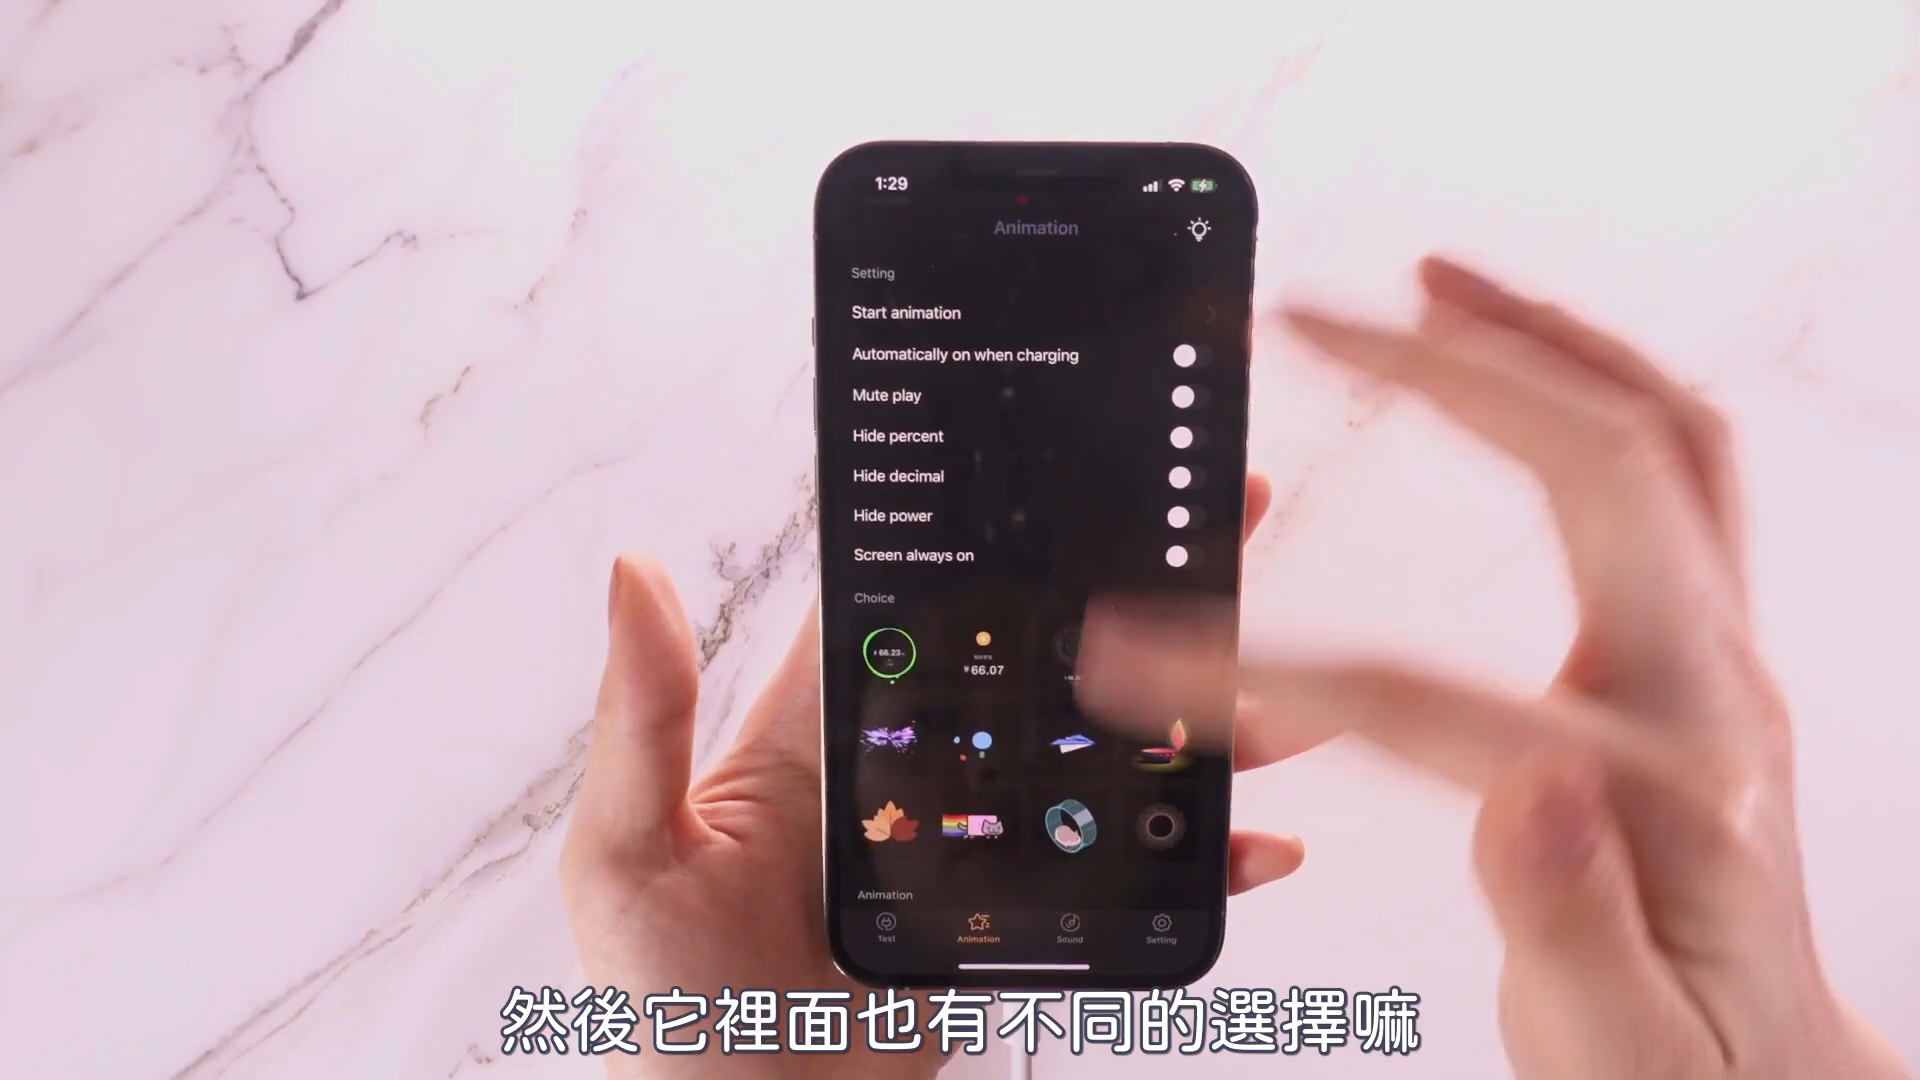 1:29
Animation
Setting
Start animation
Automatically on when charging
Mute play
Hide percent
Hide decimal
Hide power
Screen always on
Choice
66.23
¥66.07
Animation
Test
Animation
Sound
Setting
然後它裡面也有不同的選擇嘛